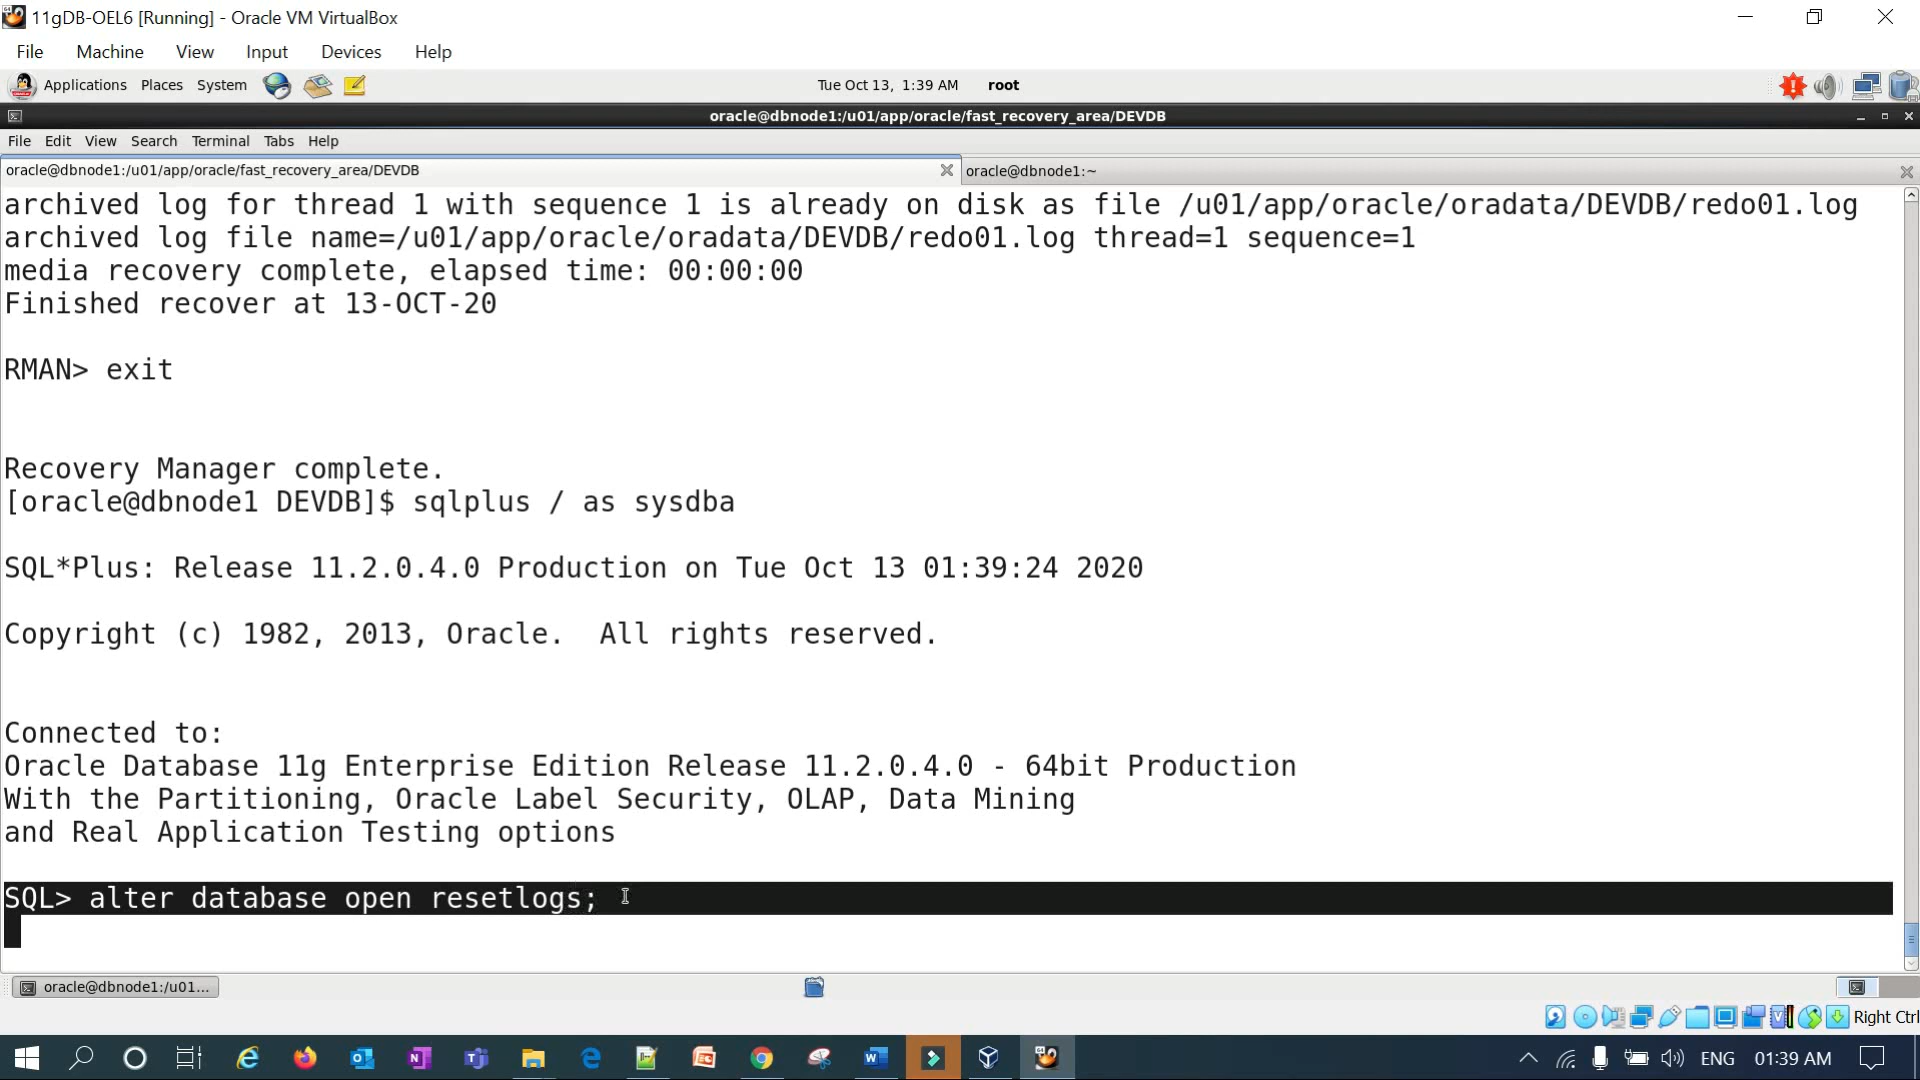 11gDB-OEL6 [Running] - Oracle VM VirtualBox
File Machine View Input Devices Help
Applications Places System Tue Oct 13, 1:39 AM root
oracle@dbnode1:/u01/app/oracle/fast_recovery_area/DEVDB
File Edit View Search Terminal Tabs Help
oracle@dbnode1:/u01/app/oracle/fast_recovery_area/DEVDB oracle@dbnode1:~
archived log for thread 1 with sequence 1 is already on disk as file /u01/app/oracle/oradata/DEVDB/redo01.log
archived log file name=/u01/app/oracle/oradata/DEVDB/redo01.log thread=1 sequence=1
media recovery complete, elapsed time: 00:00:00
Finished recover at 13-OCT-20
RMAN> exit
Recovery Manager complete.
[oracle@dbnode1 DEVDB]$ sqlplus / as sysdba
SQL*Plus: Release 11.2.0.4.0 Production on Tue Oct 13 01:39:24 2020
Copyright (c) 1982, 2013, Oracle.  All rights reserved.
Connected to:
Oracle Database 11g Enterprise Edition Release 11.2.0.4.0 - 64bit Production
With the Partitioning, Oracle Label Security, OLAP, Data Mining
and Real Application Testing options
SQL> alter database open resetlogs;
oracle@dbnode1:/u01...
Right Ctrl
ENG 01:39 AM